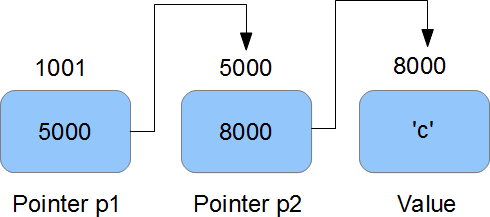 1001 5000 8000
5000 8000 'c'
Pointer p1 Pointer p2 Value